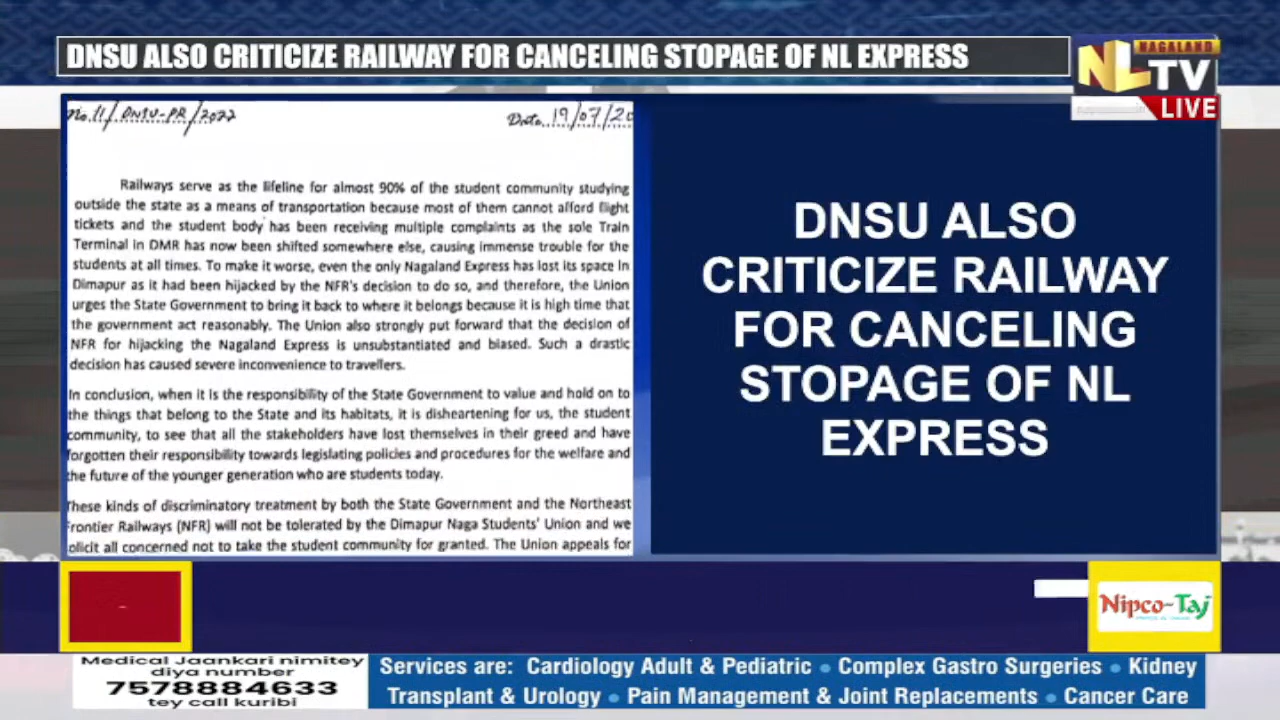 DNSU ALSO CRITICIZE RAILWAY FOR CANCELING STOPAGE OF NL EXPRESS
NAGALAND
NLTV
LIVE
No.11/DNSU-PR/2022
Date..19/07/20
Railways serve as the lifeline for almost 90% of the student community studying
outside the state as a means of transportation because most of them cannot afford flight
tickets and the student body has been receiving multiple complaints as the sole Train
Terminal in DMR has now been shifted somewhere else, causing immense trouble for the
students at all times. To make it worse, even the only Nagaland Express has lost its space in
Dimapur as it had been hijacked by the NFR's decision to do so, and therefore, the Union
urges the State Government to bring it back to where it belongs because it is high time that
the government act reasonably. The Union also strongly put forward that the decision of
NFR for hijacking the Nagaland Express is unsubstantiated and biased. Such a drastic
decision has caused severe inconvenience to travellers.
In conclusion, when it is the responsibility of the State Government to value and hold on to
the things that belong to the State and its habitats, it is disheartening for us, the student
community, to see that all the stakeholders have lost themselves in their greed and have
forgotten their responsibility towards legislating policies and procedures for the welfare and
the future of the younger generation who are students today.
These kinds of discriminatory treatment by both the State Government and the Northeast
Frontier Railways (NFR) will not be tolerated by the Dimapur Naga Students' Union and we
olicit all concerned not to take the student community for granted. The Union appeals for
DNSU ALSO
CRITICIZE RAILWAY
FOR CANCELING
STOPAGE OF NL
EXPRESS
Nipco-Taj
Medical Jaankari nimitey
diya number
7578884633
tey call kuribi
Services are: Cardiology Adult & Pediatric • Complex Gastro Surgeries • Kidney
Transplant & Urology • Pain Management & Joint Replacements • Cancer Care